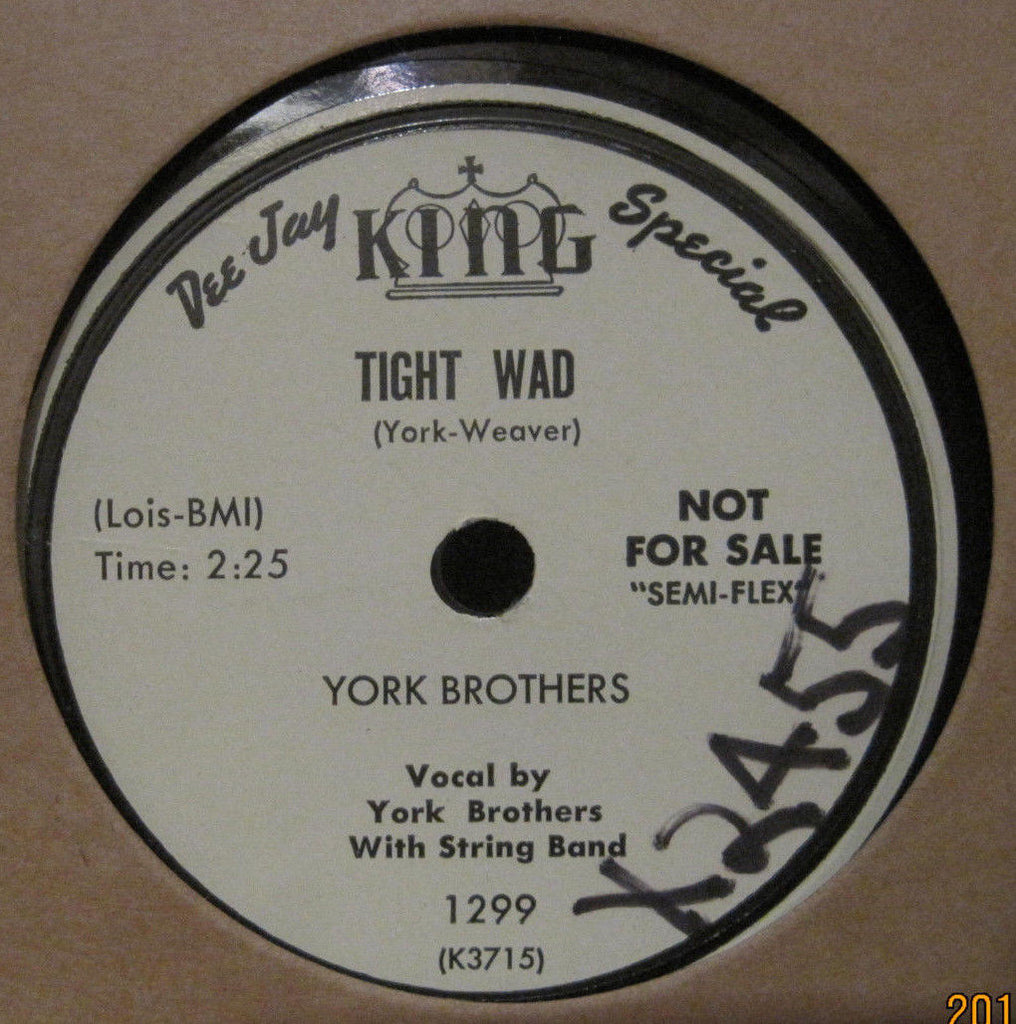 Dee Jay KING Special
TIGHT WAD
(York-Weaver)
(Lois-BMI)
Time: 2:25
NOT
FOR SALE
"SEMI-FLEX"
YORK BROTHERS
Vocal by
York Brothers
With String Band
1299
(K3715)
X3455
201